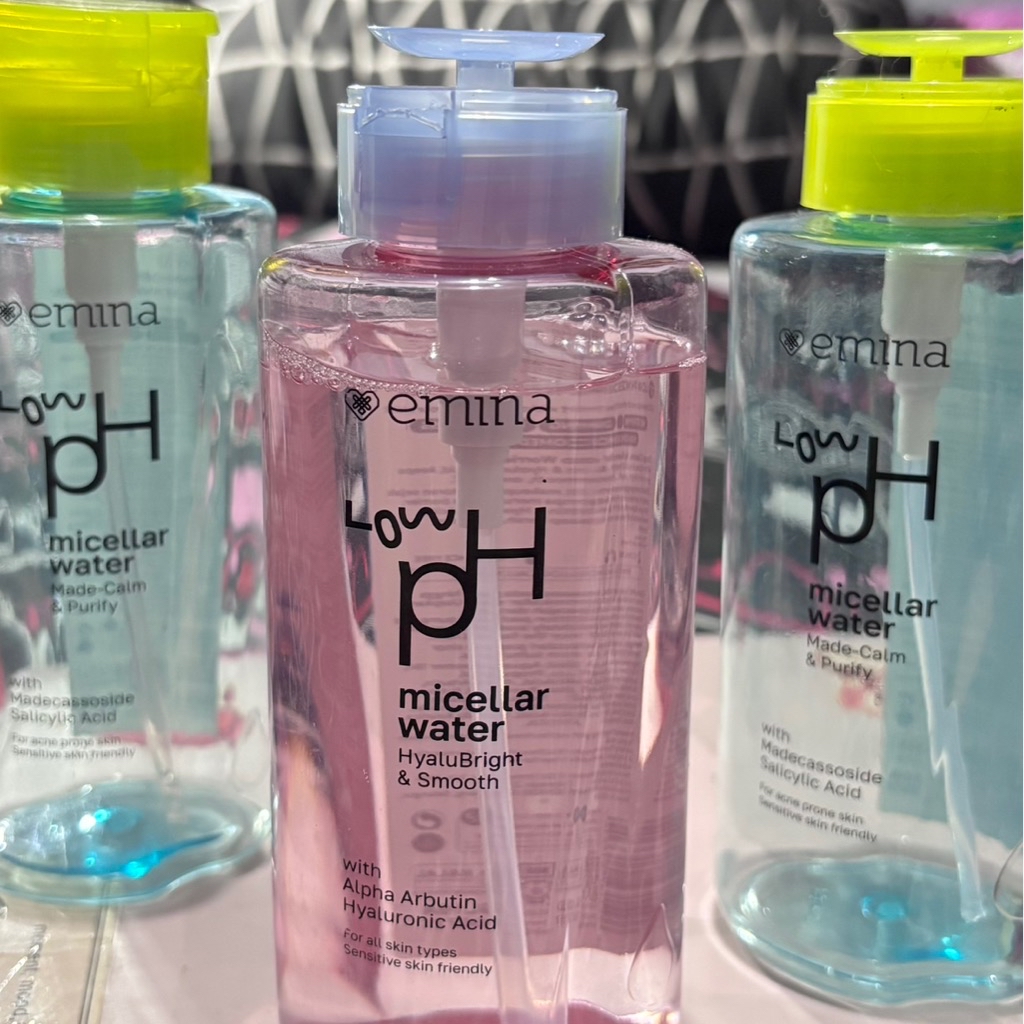 emina
Low
pH
micellar
water
Made-Calm
& Purify
with
Madecassoside
Salicylic Acid
For acne prone skin
Sensitive skin friendly
emina
Low
pH
micellar
water
HyaluBright
& Smooth
with
Alpha Arbutin
Hyaluronic Acid
For all skin types
Sensitive skin friendly
emina
Low
pH
micellar
water
Made-Calm
& Purify
with
Madecassoside
Salicylic Acid
For acne prone skin
Sensitive skin friendly